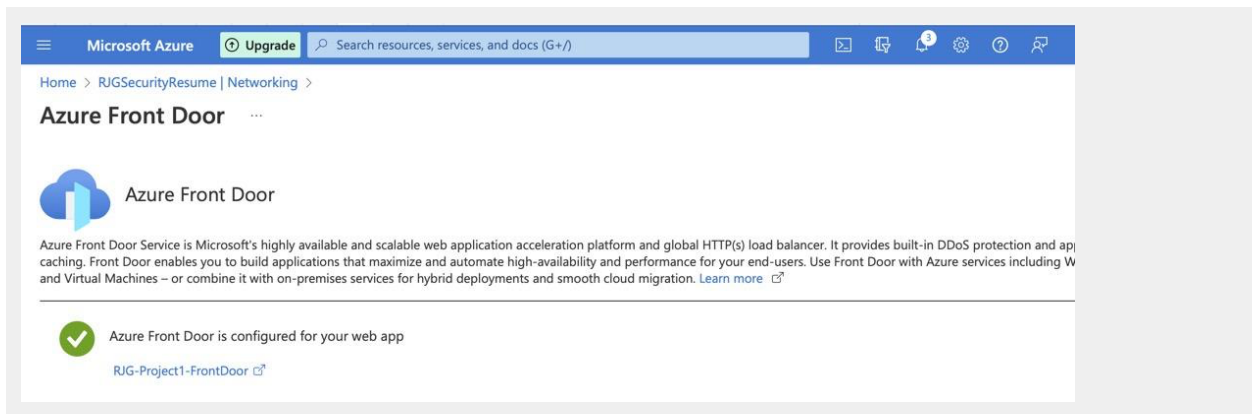 Microsoft Azure
Upgrade
Search resources, services, and docs (G+/)
3
Home > RJGSecurityResume | Networking >
Azure Front Door ...
Azure Front Door
Azure Front Door Service is Microsoft's highly available and scalable web application acceleration platform and global HTTP(s) load balancer. It provides built-in DDoS protection and
caching. Front Door enables you to build applications that maximize and automate high-availability and performance for your end-users. Use Front Door with Azure services including
and Virtual Machines – or combine it with on-premises services for hybrid deployments and smooth cloud migration. Learn more
Azure Front Door is configured for your web app
RJG-Project1-FrontDoor